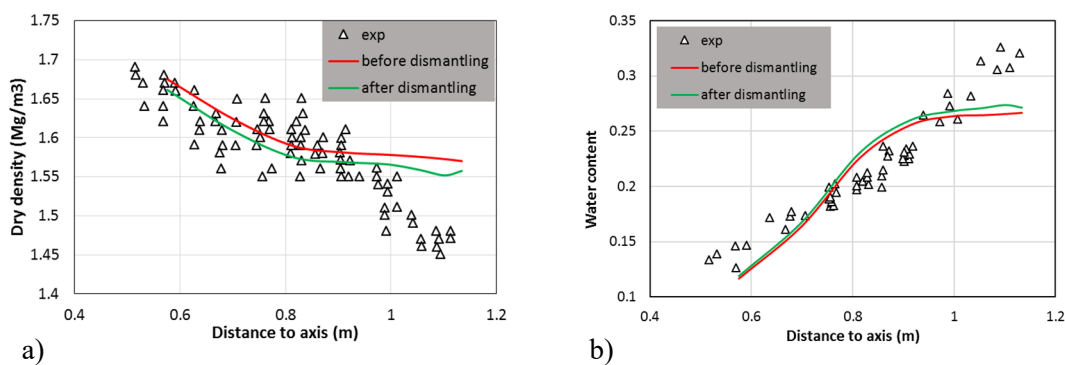 1.75
1.7
1.65
1.6
1.55
1.5
1.45
1.4
Dry density (Mg/m3)
exp
before dismantling
after dismantling
0.4
0.6
0.8
1
1.2
Distance to axis (m)
a)
0.3
0.25
0.2
0.15
0.1
Water content
exp
before dismantling
after dismantling
0.4
0.6
0.8
1
1.2
Distance to axis (m)
b)